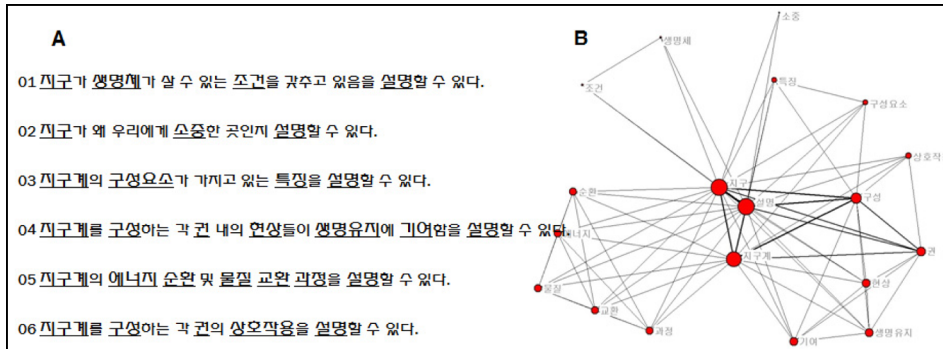 A
01 지구가 생명체가 살 수 있는 조건을 갖추고 있음을 설명할 수 있다.
02 지구가 왜 우리에게 소중한 곳인지 설명할 수 있다.
03 지구계의 구성요소가 가지고 있는 특징을 설명할 수 있다.
04 지구계를 구성하는 각 권 내의 현상들이 생명유지에 기여함을 설명할 수 있다.
05 지구계의 에너지 순환 및 물질 교환 과정을 설명할 수 있다.
06 지구계를 구성하는 각 권의 상호작용을 설명할 수 있다.
B
소중
생명체
조건
특징
구성요소
상호작
지구
순환
설명
구성
에너지
지구계
권
물질
현상
교환
과정
생명유지
기여